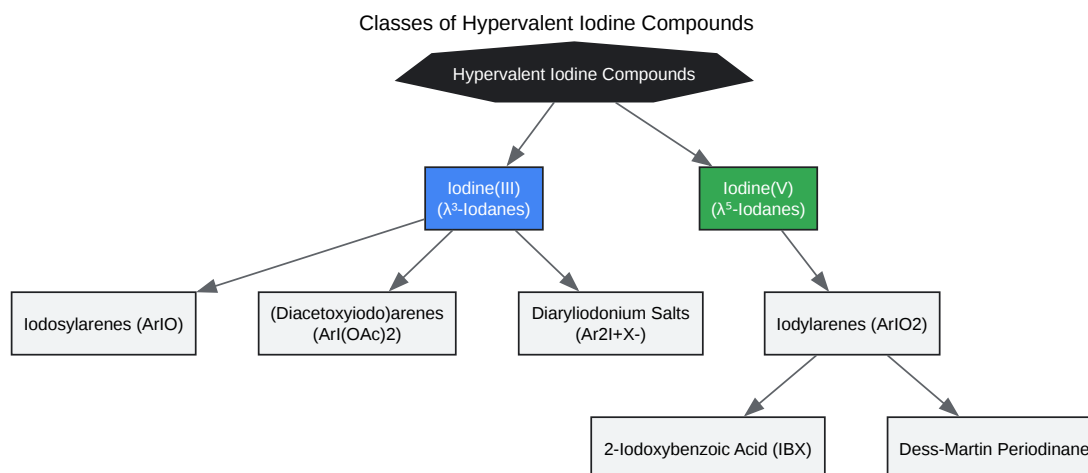 Classes of Hypervalent Iodine Compounds
Hypervalent Iodine Compounds
Iodine(III)
(λ³-Iodanes)
Iodine(V)
(λ⁵-Iodanes)
Iodosylarenes (ArIO)
(Diacetoxyiodo)arenes
(ArI(OAc)2)
Diaryliodonium Salts
(Ar2I+X-)
Iodylarenes (ArIO2)
2-Iodoxybenzoic Acid (IBX)
Dess-Martin Periodinane